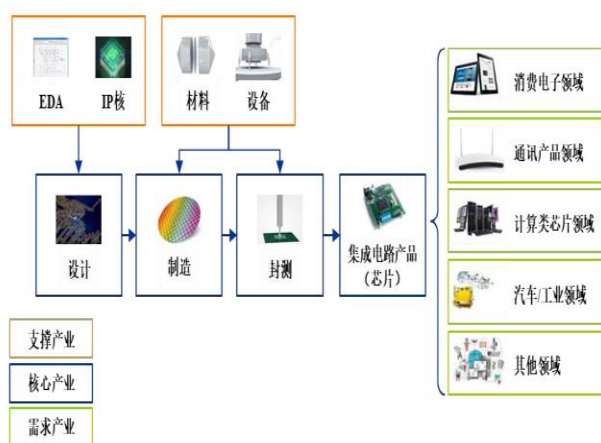 EDA
IP核
材料
设备
设计
制造
封测
集成电路产品
（芯片）
消费电子领域
通讯产品领域
计算类芯片领域
汽车/工业领域
其他领域
支撑产业
核心产业
需求产业